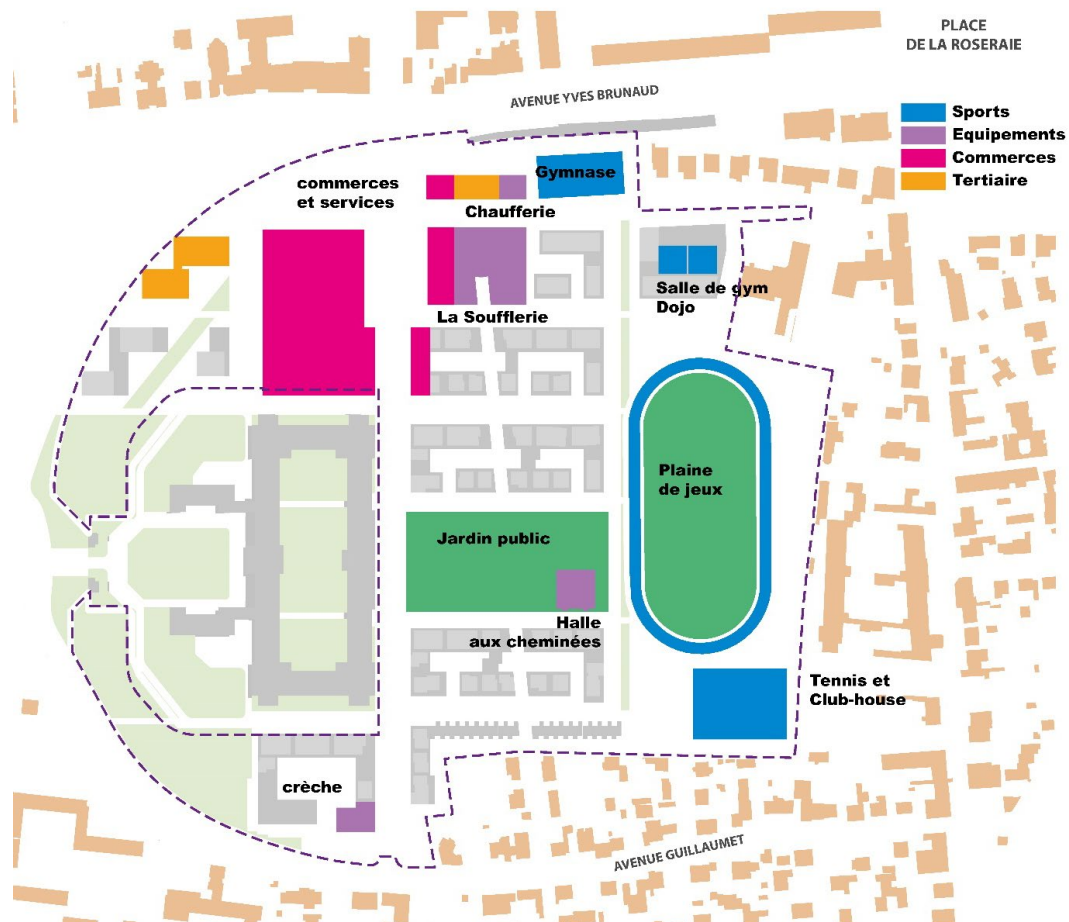 PLACE
DE LA ROSERAIE
AVENUE YVES BRUNAUD
Sports
Equipements
Commerces
Tertiaire
commerces
et services
Gymnase
Chaufferie
La Soufflerie
Salle de gym
Dojo
Plaine
de jeux
Jardin public
Halle
aux cheminées
Tennis et
Club-house
crèche
AVENUE GUILLAUMET